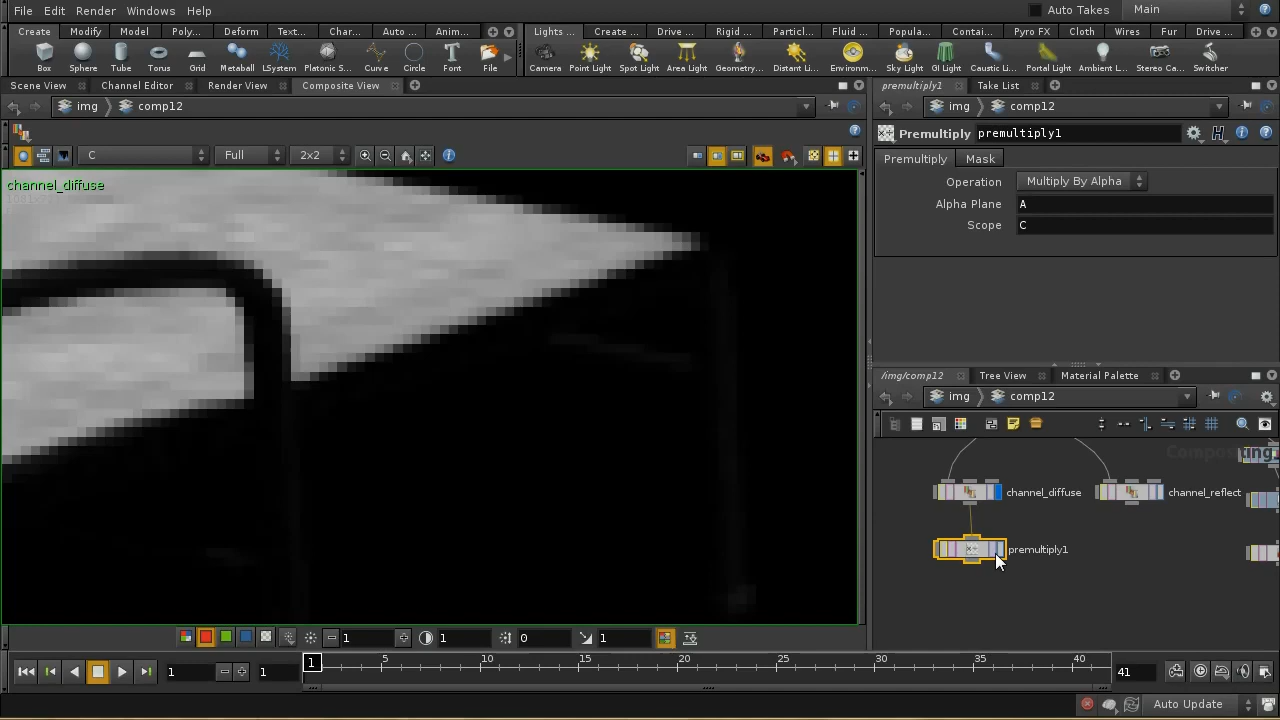 File Edit Render Windows Help Auto Takes Main
Create Modify Model Poly... Deform Text... Char... Auto ... Anim... Lights ... Create ... Drive ... Rigid ... Particl... Fluid ... Popula... Contai... Pyro FX Cloth Wires Fur Drive ...
Box Sphere Tube Torus Grid Metaball LSystem Platonic S... Curve Circle Font File Camera Point Light Spot Light Area Light Geometry... Distant Li... Environm... Sky Light GI Light Caustic Li... Portal Light Ambient L... Stereo Ca... Switcher
Scene View Channel Editor Render View Composite View premultiply1 Take List
img comp12 img comp12
Premultiply premultiply1
C Full 2x2
Premultiply Mask
channel_diffuse
Operation Multiply By Alpha
Alpha Plane A
Scope C
/img/comp12 Tree View Material Palette
img comp12
channel_diffuse channel_reflect
premultiply1
1 1 0 1
1 1 1 5 10 15 20 25 30 35 40 41
Auto Update